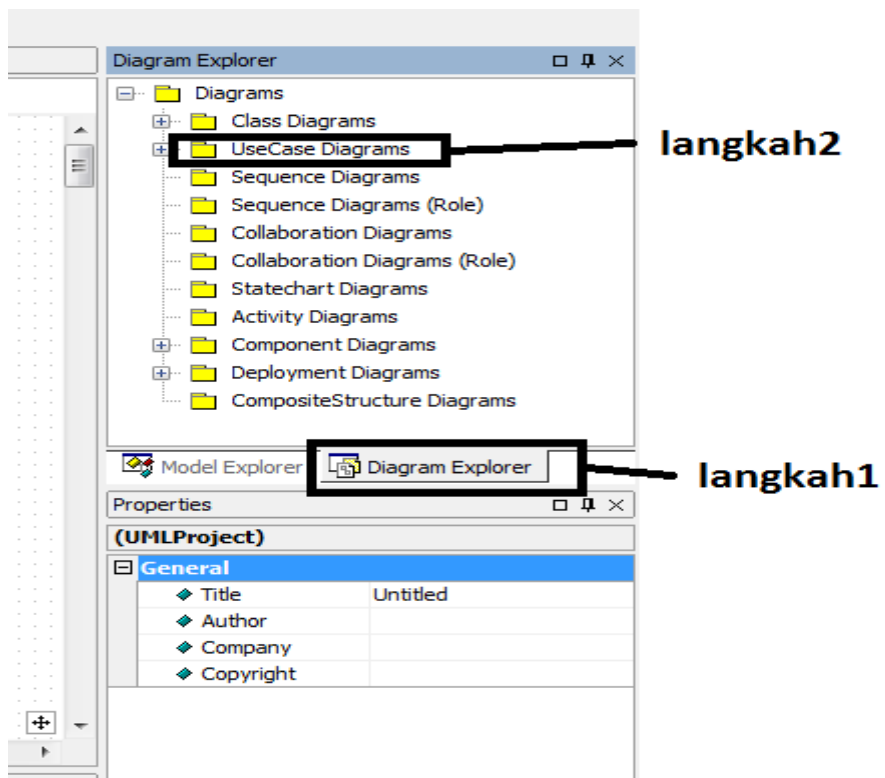 Diagram Explorer
Diagrams
Class Diagrams
UseCase Diagrams
langkah2
Sequence Diagrams
Sequence Diagrams (Role)
Collaboration Diagrams
Collaboration Diagrams (Role)
Statechart Diagrams
Activity Diagrams
Component Diagrams
Deployment Diagrams
CompositeStructure Diagrams
Model Explorer Diagram Explorer
langkah1
Properties
(UMLProject)
General
Title Untitled
Author
Company
Copyright